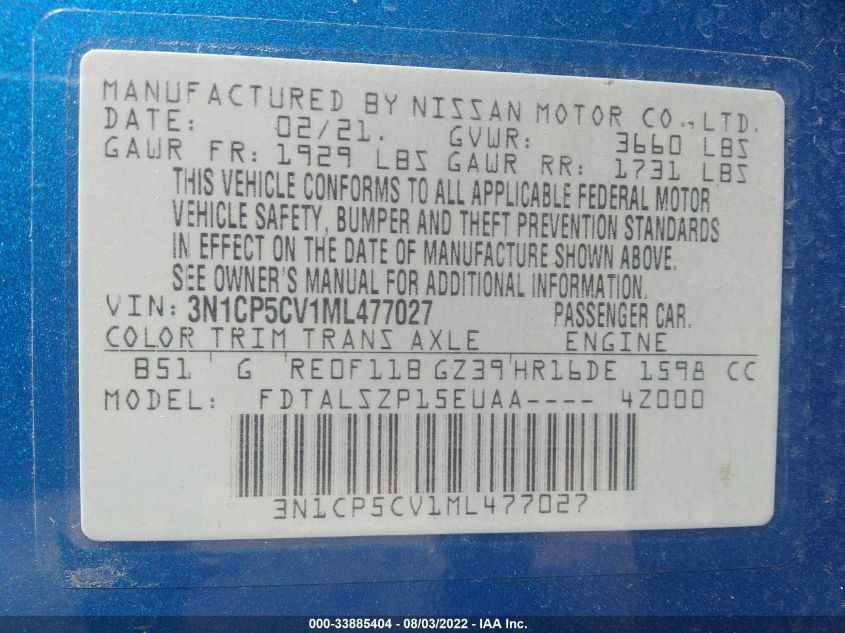 MANUFACTURED BY NISSAN MOTOR CO.,LTD.
DATE: 02/21. GVWR: 3660 LBS
GAWR FR: 1929 LBS GAWR RR: 1731 LBS
THIS VEHICLE CONFORMS TO ALL APPLICABLE FEDERAL MOTOR
VEHICLE SAFETY, BUMPER AND THEFT PREVENTION STANDARDS
IN EFFECT ON THE DATE OF MANUFACTURE SHOWN ABOVE.
SEE OWNER'S MANUAL FOR ADDITIONAL INFORMATION.
VIN: 3N1CP5CV1ML477027 PASSENGER CAR.
COLOR TRIM TRANS AXLE ENGINE
B51 G RE0F11B GZ39 HR16DE 1598 CC
MODEL: FDTALSZP15EUAA---- 4Z000
3N1CP5CV1ML477027
000-33885404 - 08/03/2022 - IAA Inc.